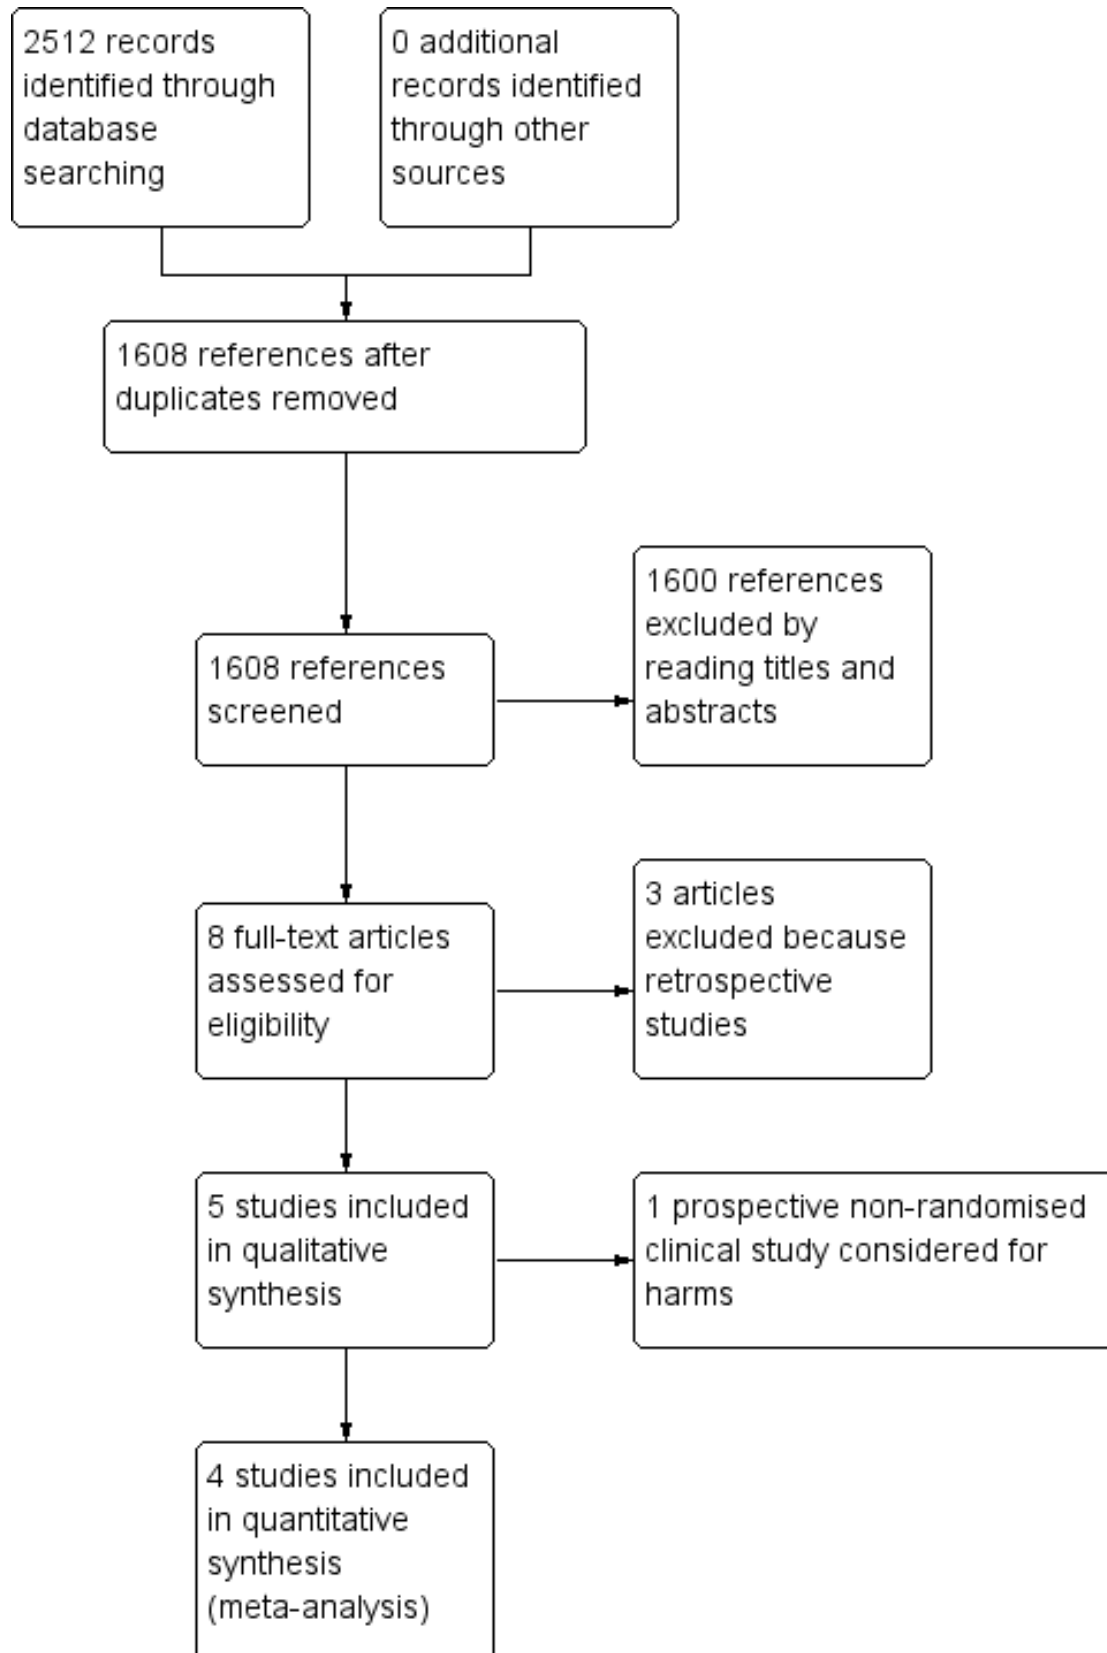 2512 records
identified through
database
searching
0 additional
records identified
through other
sources
1608 references after
duplicates removed
1600 references
excluded by
reading titles and
abstracts
1608 references
screened
3 articles
excluded because
retrospective
studies
8 full-text articles
assessed for
eligibility
5 studies included
in qualitative
synthesis
1 prospective non-randomised
clinical study considered for
harms
4 studies included
in quantitative
synthesis
(meta-analysis)